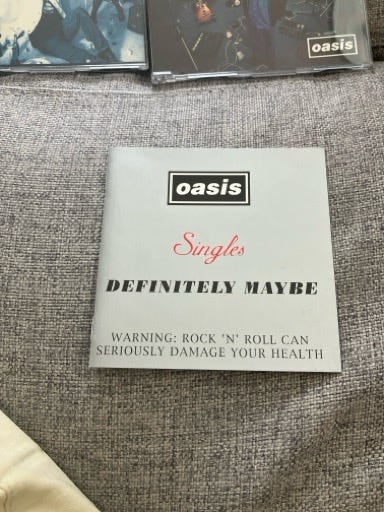 oasis
oasis
Singles
DEFINITELY MAYBE
WARNING: ROCK 'N' ROLL CAN
SERIOUSLY DAMAGE YOUR HEALTH